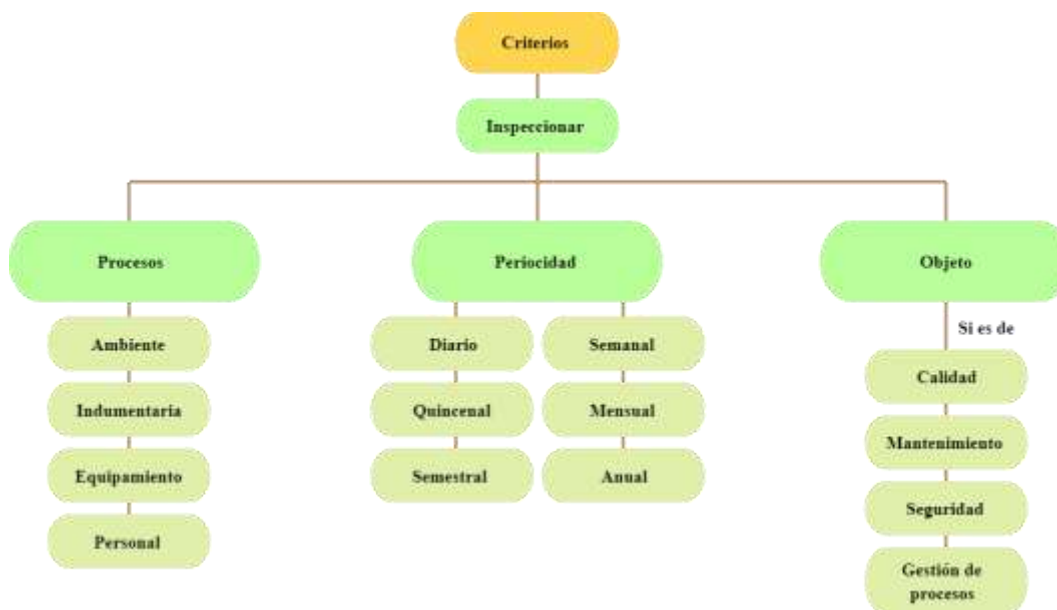 Criterios
Inspeccionar
Procesos
Periocidad
Objeto
Ambiente
Indumentaria
Equipamiento
Personal
Diario
Semanal
Quincenal
Mensual
Semestral
Anual
Si es de
Calidad
Mantenimiento
Seguridad
Gestión de
procesos